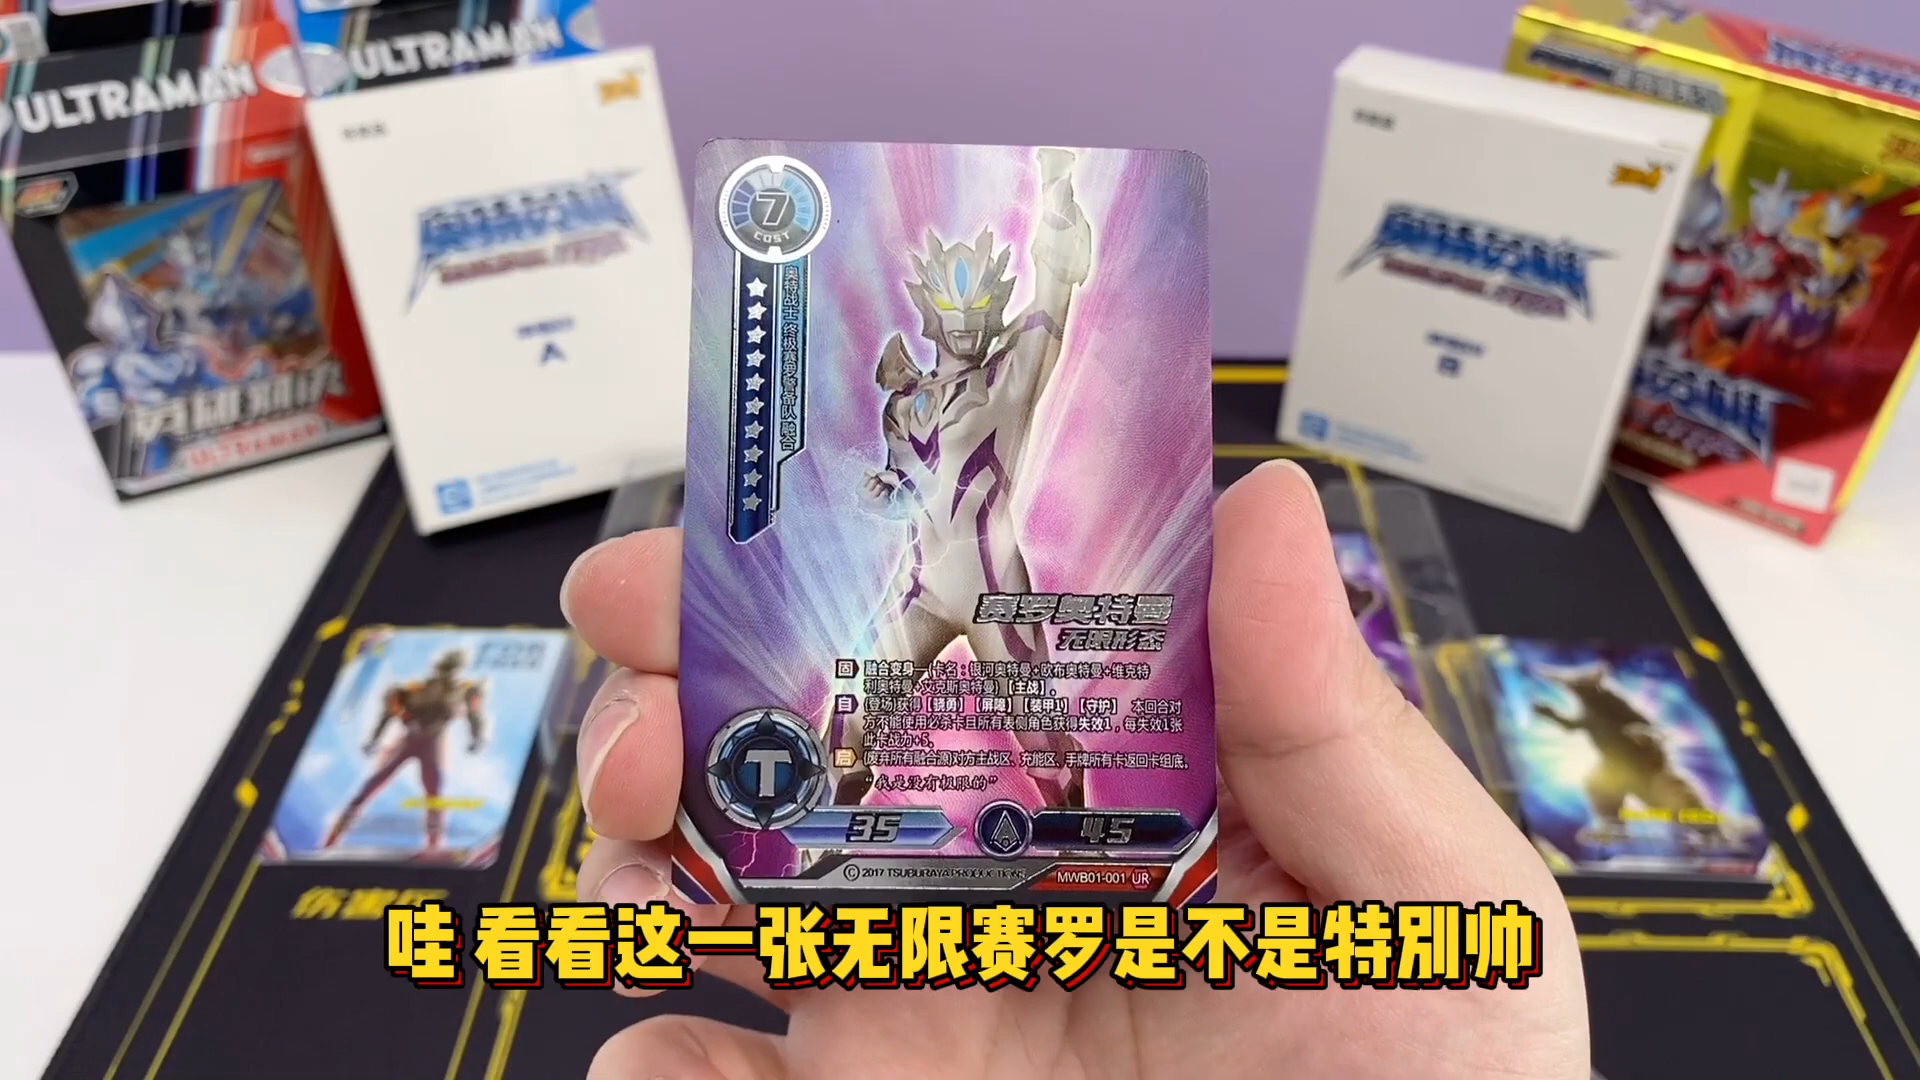 ULTRAMAN
ULTRAMAN
7
COST
奥特战士 终极赛罗警备队 融合
赛罗奥特曼
无限形态
固 融合变身—(卡名：银河奥特曼+欧布奥特曼+维克特
利奥特曼+艾克斯奥特曼)【主战】。
自 (登场)获得【骁勇】【屏障】【装甲1】【守护】 本回合对
方不能使用必杀卡且所有表侧角色获得失效1，每失效1张
此卡战力+5。
启 (废弃所有融合源)对方主战区、充能区、手牌所有卡返回卡组底。
“我是没有极限的”
T
35
45
© 2017 TSUBURAYA PRODUCTIONS
MWB01-001 UR
A
英雄对决
ULTRAMAN
哇 看看这一张无限赛罗是不是特别帅